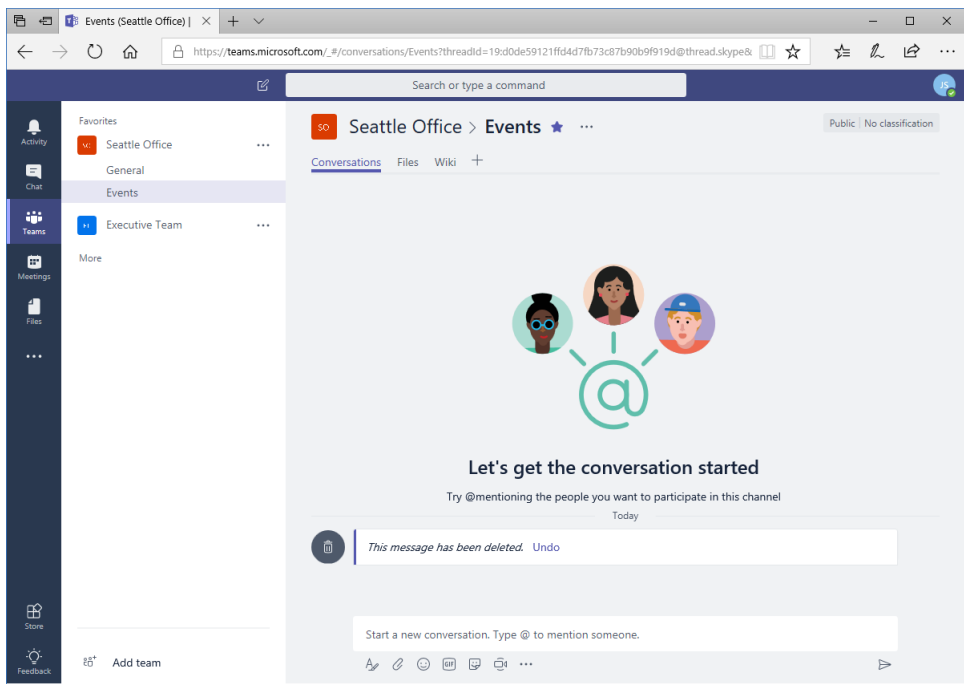 Events (Seattle Office) |
https://teams.microsoft.com/_#/conversations/Events?threadId=19:d0de59121ffd4d7fb73c87b90b9f919d@thread.skype&
Search or type a command
JS
Activity
Chat
Teams
Meetings
Files
Store
Feedback
Favorites
Seattle Office
General
Events
Executive Team
More
Add team
SO
Seattle Office > Events
Public
No classification
Conversations
Files
Wiki
@
Let's get the conversation started
Try @mentioning the people you want to participate in this channel
Today
This message has been deleted. Undo
Start a new conversation. Type @ to mention someone.
GIF